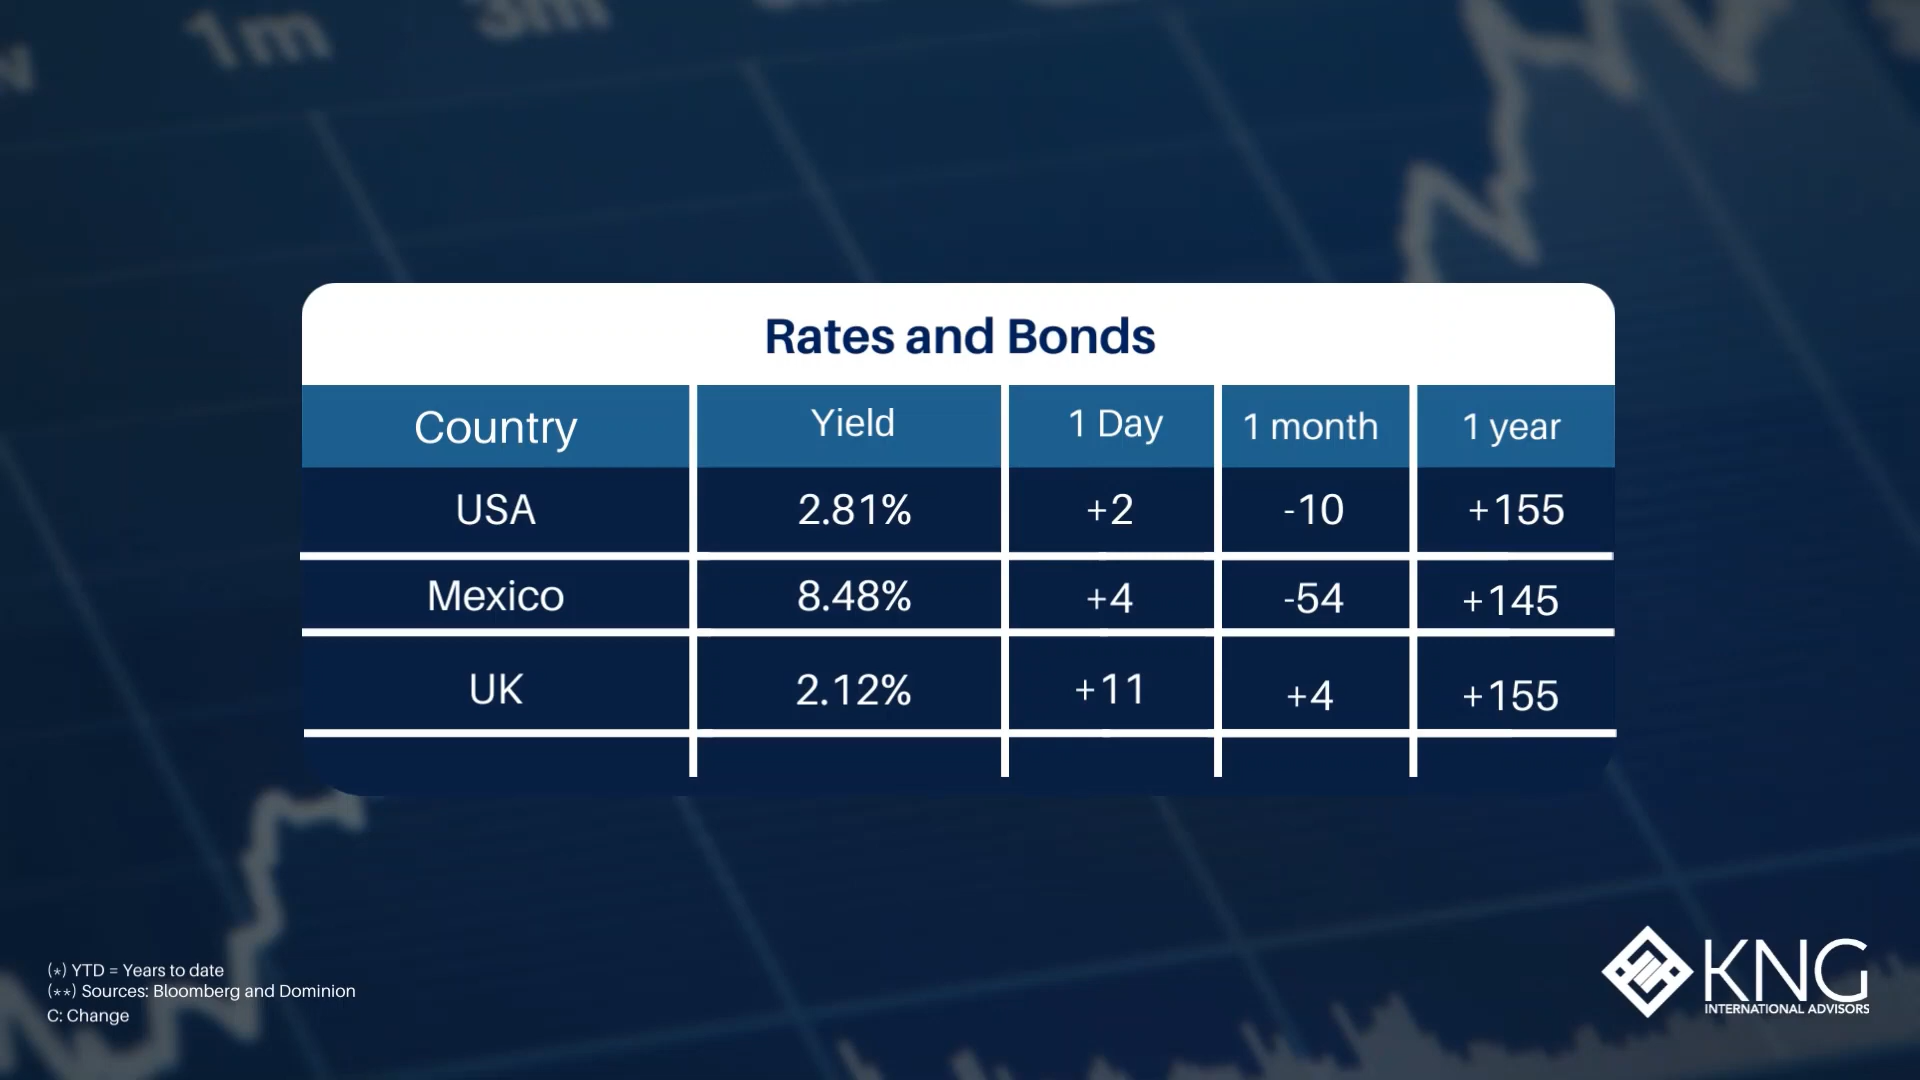 1m
3m
Rates and Bonds
Country Yield 1 Day 1 month 1 year
USA 2.81% +2 -10 +155
Mexico 8.48% +4 -54 +145
UK 2.12% +11 +4 +155
(*) YTD = Years to date
(**) Sources: Bloomberg and Dominion
C: Change
KNG
INTERNATIONAL ADVISORS